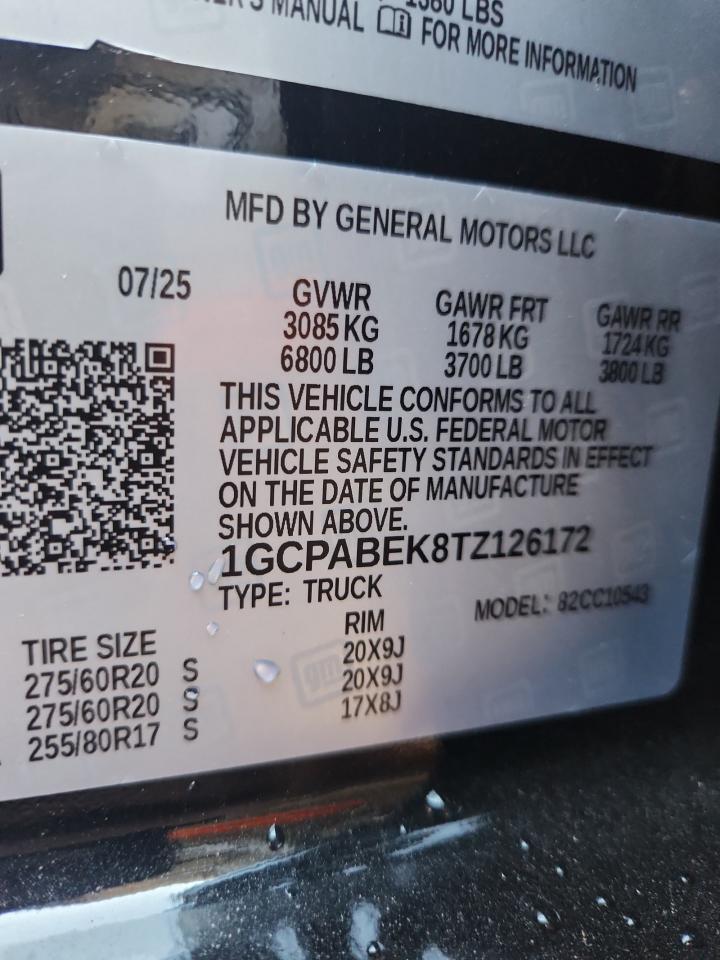 1360 LBS
MANUAL FOR MORE INFORMATION
MFD BY GENERAL MOTORS LLC
07/25 GVWR GAWR FRT GAWR RR
3085 KG 1678 KG 1724 KG
6800 LB 3700 LB 3800 LB
THIS VEHICLE CONFORMS TO ALL
APPLICABLE U.S. FEDERAL MOTOR
VEHICLE SAFETY STANDARDS IN EFFECT
ON THE DATE OF MANUFACTURE
SHOWN ABOVE.
1GCPABEK8TZ126172
TYPE: TRUCK MODEL: 82CC10543
TIRE SIZE RIM
275/60R20 S 20X9J
275/60R20 S 20X9J
255/80R17 S 17X8J